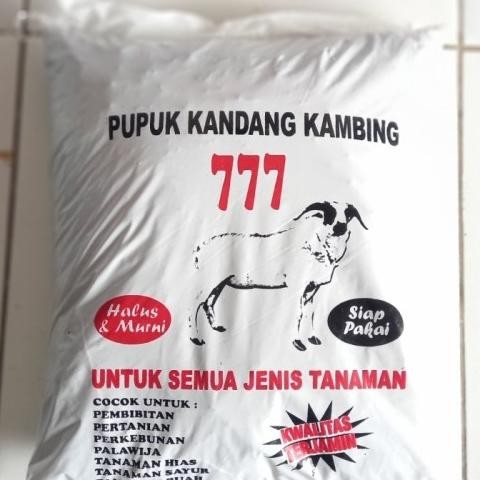 PUPUK KANDANG KAMBING
777
Halus
& Murni
Siap
Pakai
UNTUK SEMUA JENIS TANAMAN
COCOK UNTUK :
PEMBIBITAN
PERTANIAN
PERKEBUNAN
PALAWIJA
TANAMAN HIAS
TANAMAN SAYUR
KWALITAS
TERJAMIN